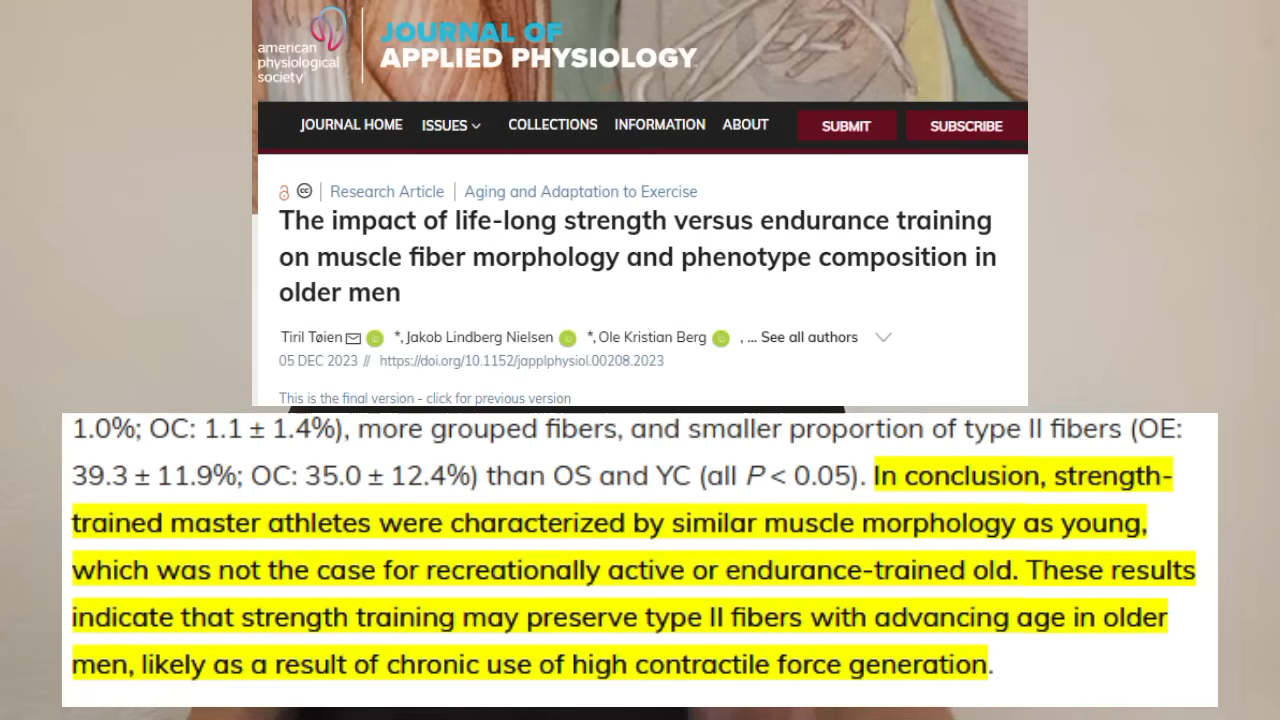 american
physiological
society
JOURNAL OF
APPLIED PHYSIOLOGY
JOURNAL HOME ISSUES COLLECTIONS INFORMATION ABOUT SUBMIT SUBSCRIBE
cc | Research Article | Aging and Adaptation to Exercise
The impact of life-long strength versus endurance training
on muscle fiber morphology and phenotype composition in
older men
Tiril Tøien iD *, Jakob Lindberg Nielsen iD *, Ole Kristian Berg iD , ... See all authors
05 DEC 2023 // https://doi.org/10.1152/japplphysiol.00208.2023
This is the final version - click for previous version
1.0%; OC: 1.1 ± 1.4%), more grouped fibers, and smaller proportion of type II fibers (OE:
39.3 ± 11.9%; OC: 35.0 ± 12.4%) than OS and YC (all P < 0.05). In conclusion, strength-
trained master athletes were characterized by similar muscle morphology as young,
which was not the case for recreationally active or endurance-trained old. These results
indicate that strength training may preserve type II fibers with advancing age in older
men, likely as a result of chronic use of high contractile force generation.